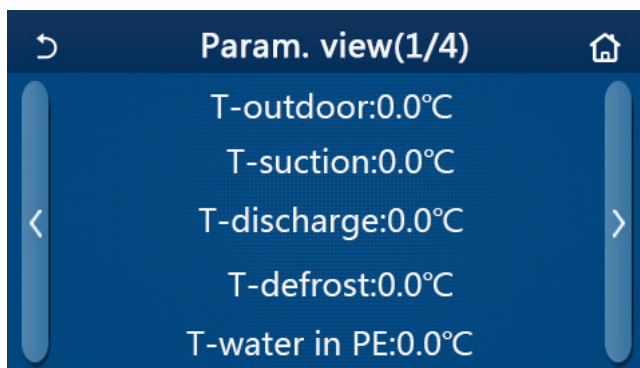 Param. view(1/4)
T-outdoor:0.0℃
T-suction:0.0℃
T-discharge:0.0℃
T-defrost:0.0℃
T-water in PE:0.0℃